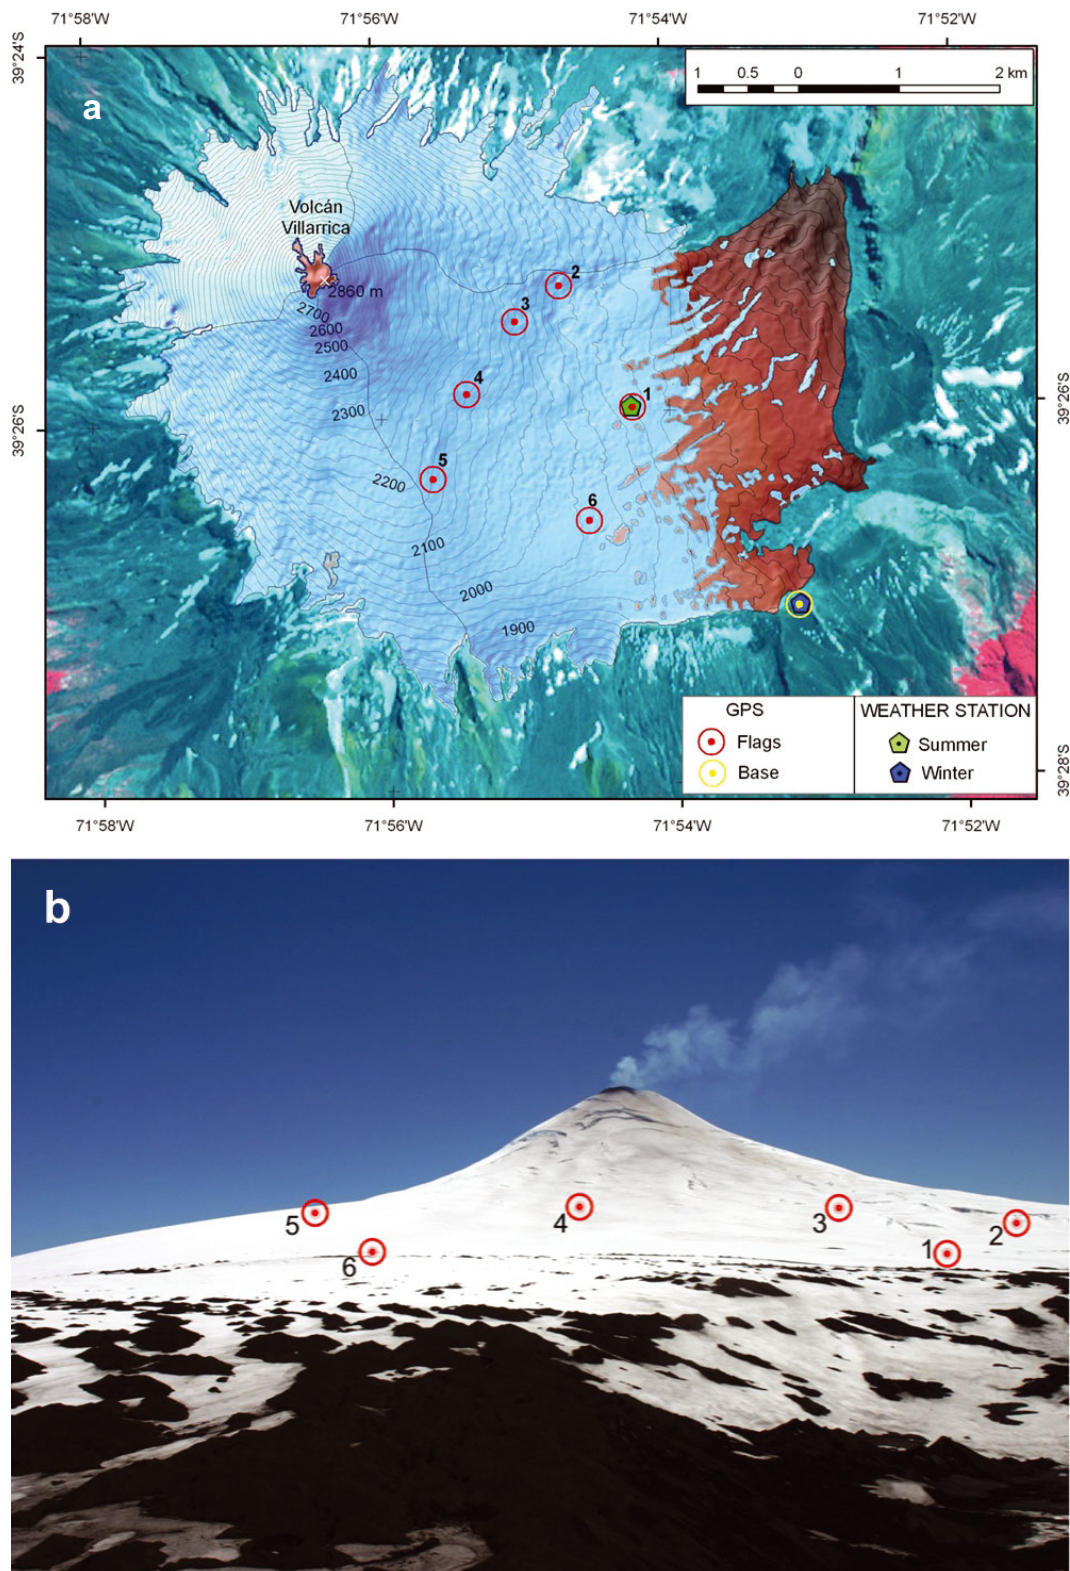 71°58'W 71°56'W 71°54'W 71°52'W
39°24'S
a
1 0.5 0 1 2 km
Volcán
Villarrica
2860 m
2700
2600
2500
2400
2300
2200
2100
2000
1900
2
3
4
1
5
6
39°26'S
39°26'S
39°28'S
GPS
Flags
Base
WEATHER STATION
Summer
Winter
71°58'W 71°56'W 71°54'W 71°52'W
b
5
4
3
2
6
1